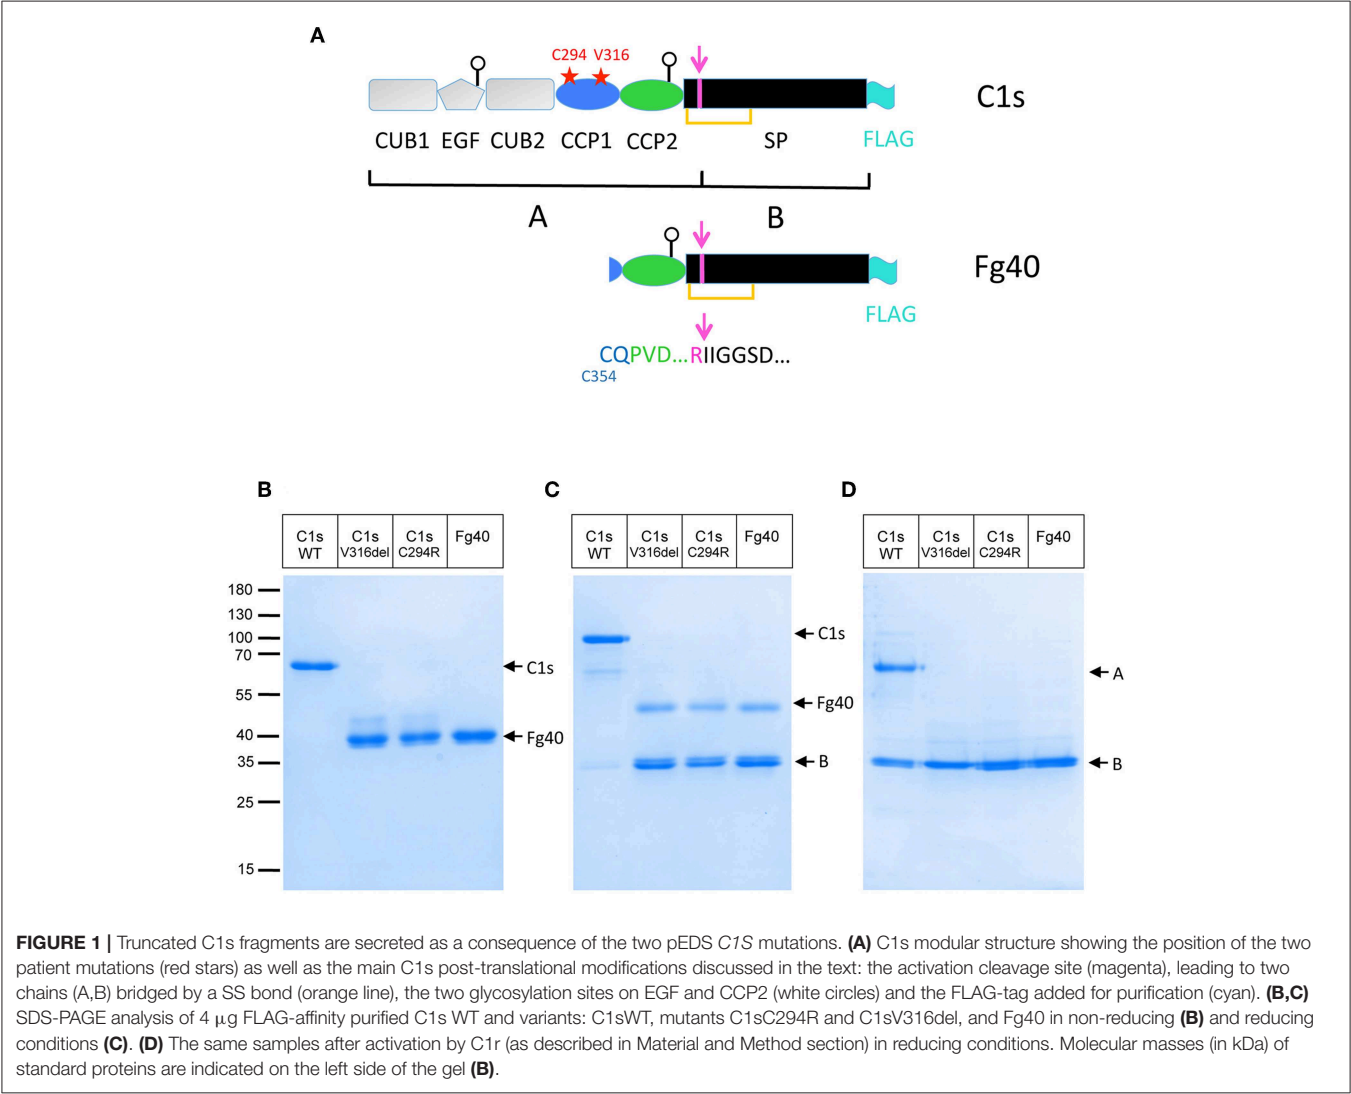 A
C294 V316
C1s
CUB1 EGF CUB2 CCP1 CCP2 SP FLAG
A B
Fg40
FLAG
CQPVD...RIIGGSD...
C354
B C D
C1s WT C1s V316del C1s C294R Fg40
C1s WT C1s V316del C1s C294R Fg40
C1s WT C1s V316del C1s C294R Fg40
180
130
100
70
55
40
35
25
15
C1s
Fg40
C1s
Fg40
B
A
B
FIGURE 1 | Truncated C1s fragments are secreted as a consequence of the two pEDS C1S mutations. (A) C1s modular structure showing the position of the two
patient mutations (red stars) as well as the main C1s post-translational modifications discussed in the text: the activation cleavage site (magenta), leading to two
chains (A,B) bridged by a SS bond (orange line), the two glycosylation sites on EGF and CCP2 (white circles) and the FLAG-tag added for purification (cyan). (B,C)
SDS-PAGE analysis of 4 μg FLAG-affinity purified C1s WT and variants: C1sWT, mutants C1sC294R and C1sV316del, and Fg40 in non-reducing (B) and reducing
conditions (C). (D) The same samples after activation by C1r (as described in Material and Method section) in reducing conditions. Molecular masses (in kDa) of
standard proteins are indicated on the left side of the gel (B).